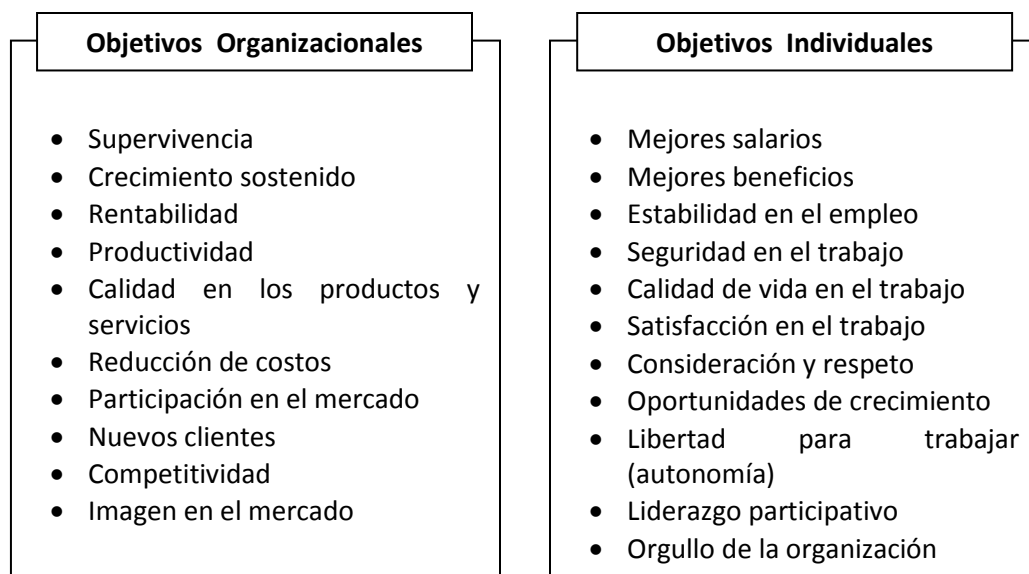 Objetivos Organizacionales
• Supervivencia
• Crecimiento sostenido
• Rentabilidad
• Productividad
• Calidad en los productos y
servicios
• Reducción de costos
• Participación en el mercado
• Nuevos clientes
• Competitividad
• Imagen en el mercado
Objetivos Individuales
• Mejores salarios
• Mejores beneficios
• Estabilidad en el empleo
• Seguridad en el trabajo
• Calidad de vida en el trabajo
• Satisfacción en el trabajo
• Consideración y respeto
• Oportunidades de crecimiento
• Libertad para trabajar
(autonomía)
• Liderazgo participativo
• Orgullo de la organización